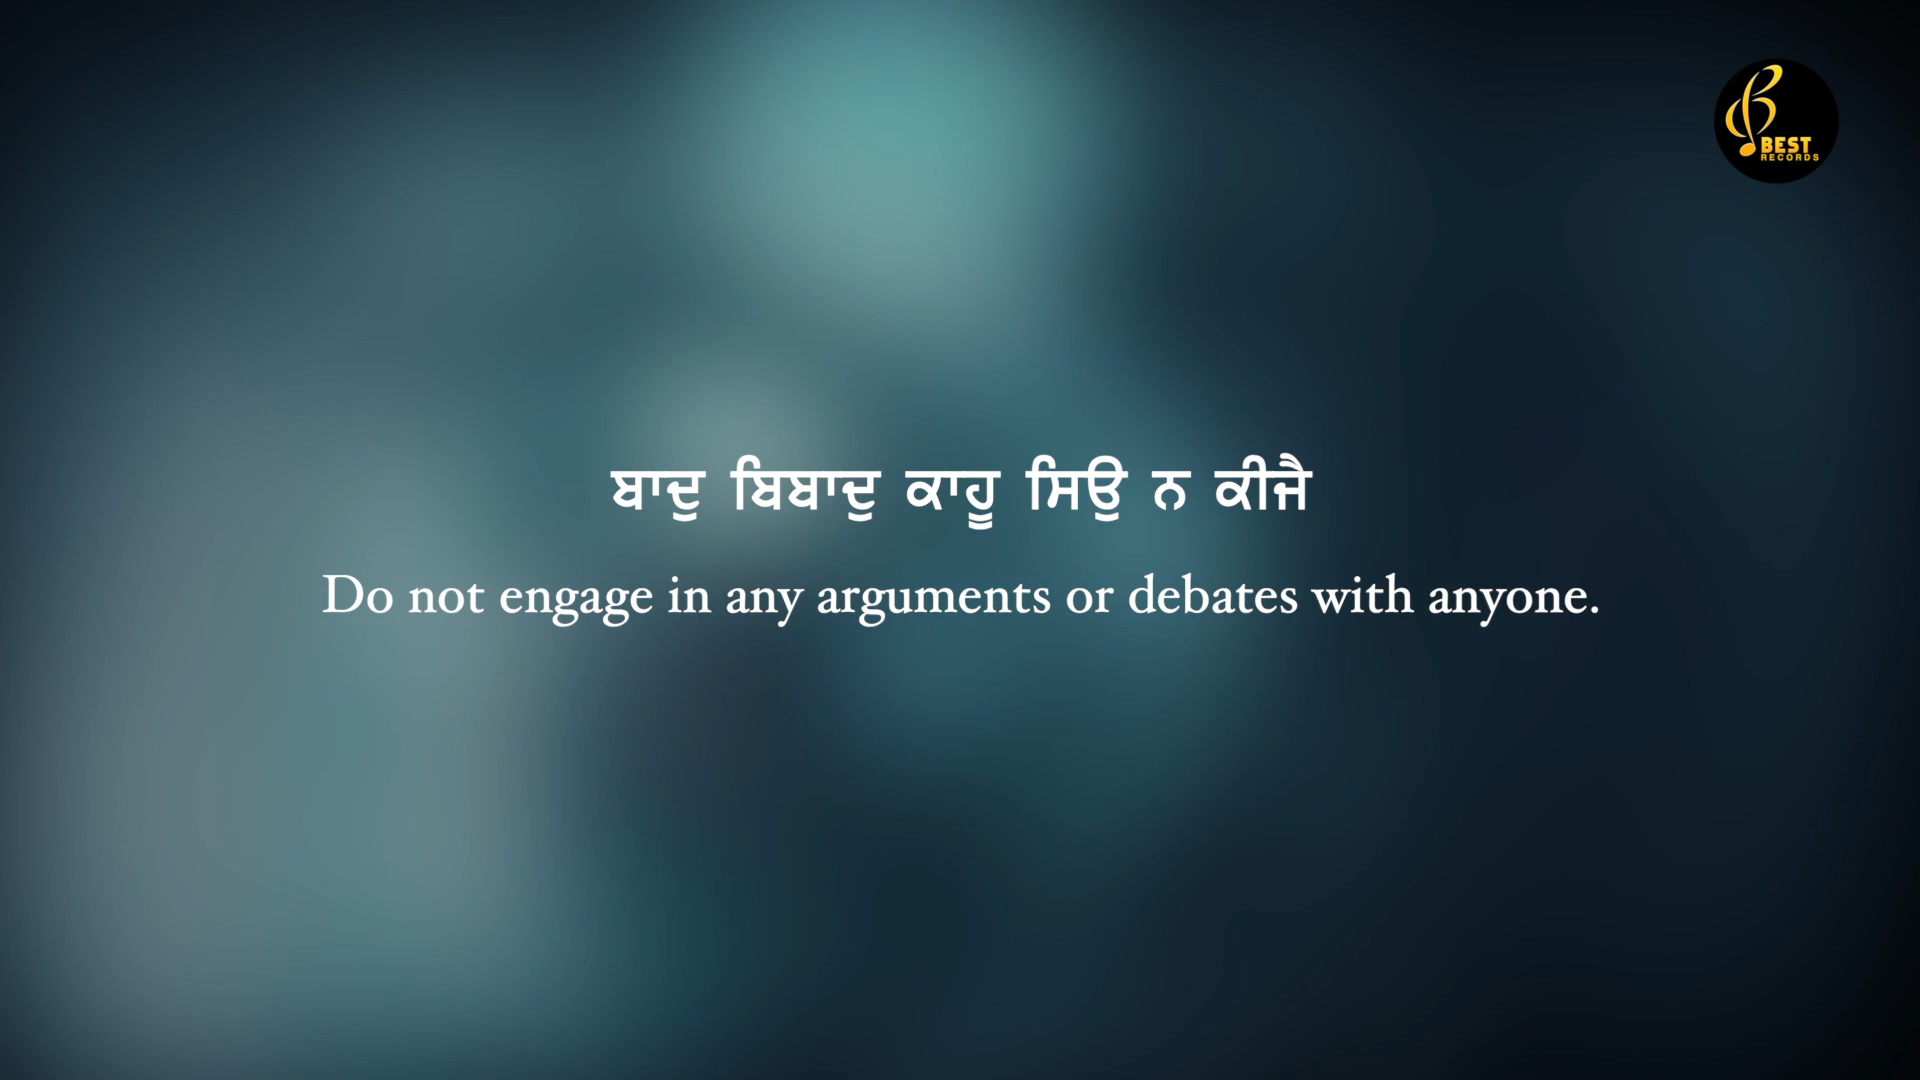 BEST
RECORDS
ਬਾਦੁ ਬਿਬਾਦੁ ਕਾਹੂ ਸਿਉ ਨ ਕੀਜੈ
Do not engage in any arguments or debates with anyone.